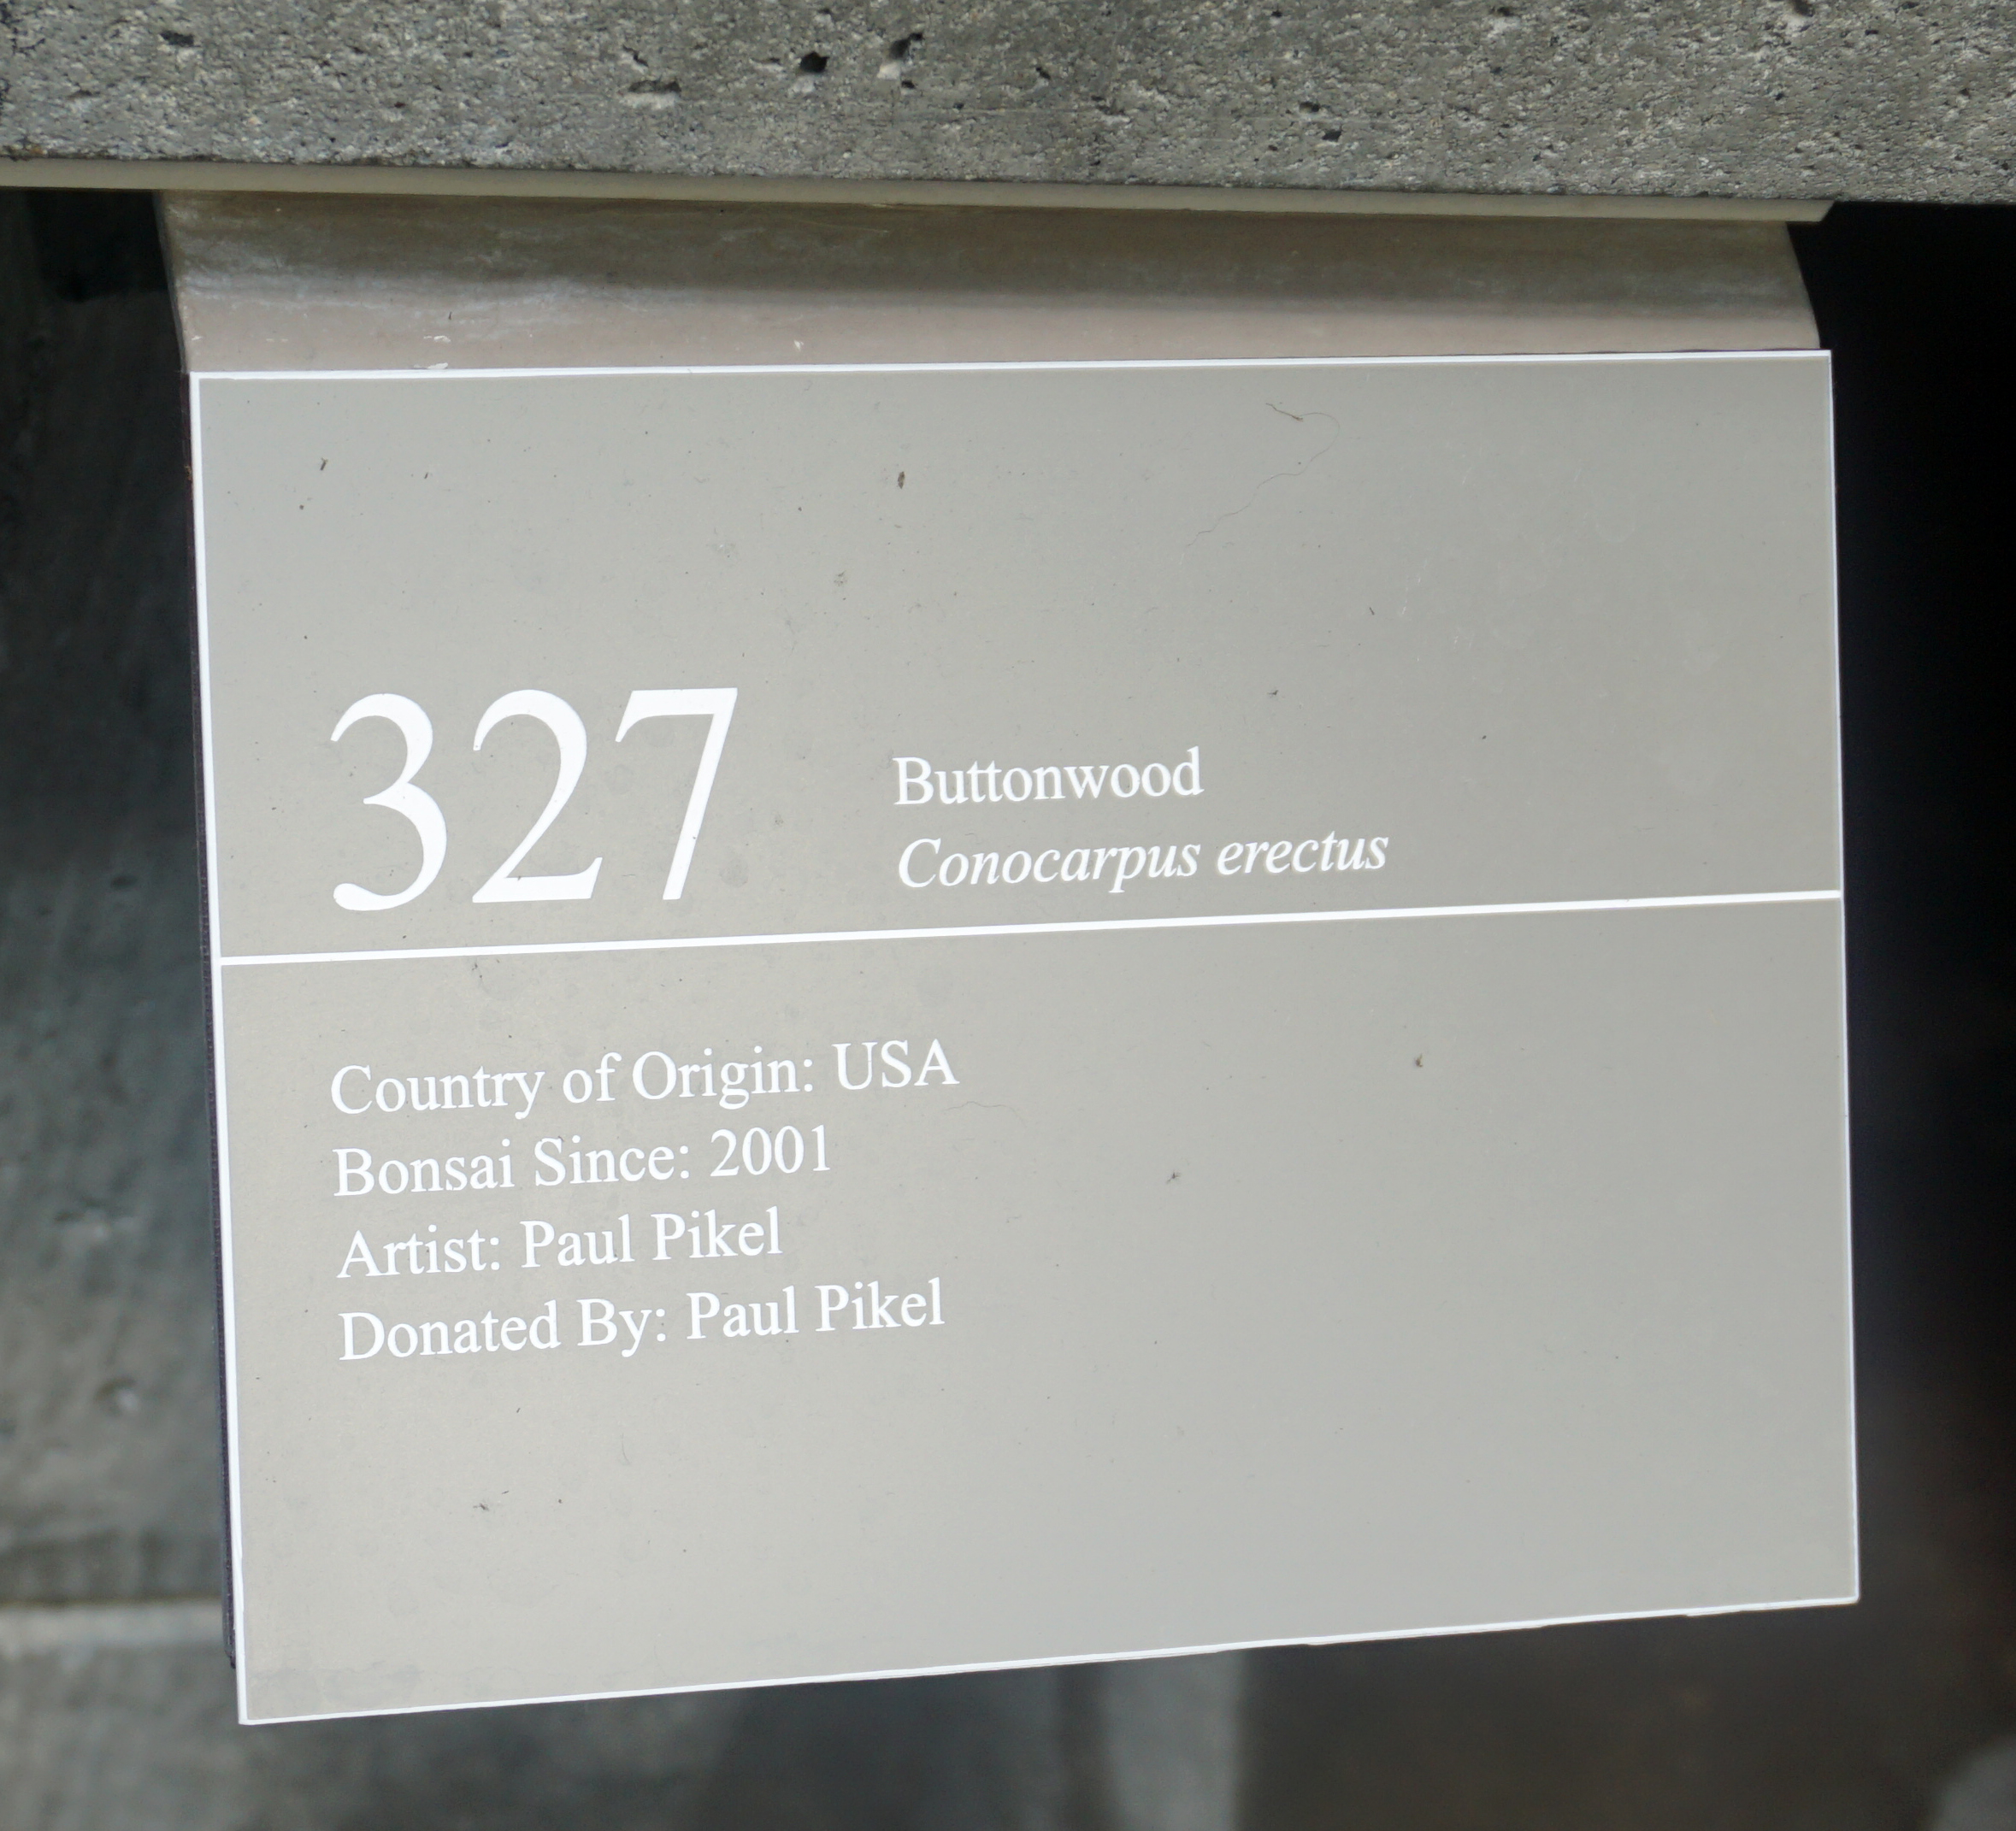 327
Buttonwood
Conocarpus erectus
Country of Origin: USA
Bonsai Since: 2001
Artist: Paul Pikel
Donated By: Paul Pikel